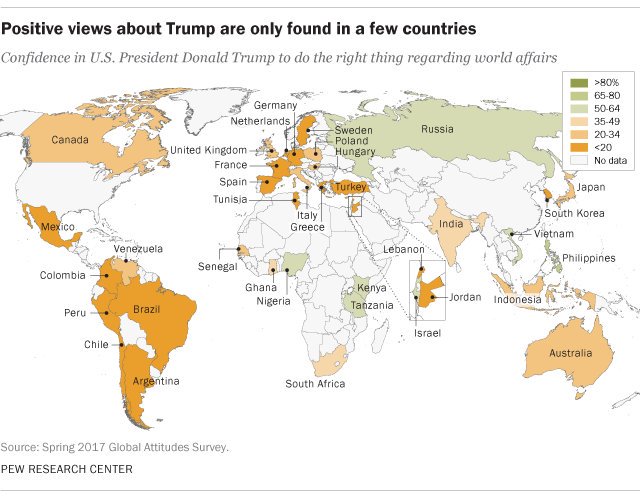 Positive views about Trump are only found in a few countries
Confidence in U.S. President Donald Trump to do the right thing regarding world affairs
>80%
65-80
50-64
35-49
20-34
<20
No data
Germany
Netherlands
Canada
United Kingdom
France
Spain
Tunisia
Sweden
Poland
Hungary
Russia
Italy
Greece
Turkey
Japan
South Korea
Mexico
India
Vietnam
Venezuela
Senegal
Lebanon
Philippines
Colombia
Ghana
Nigeria
Kenya
Tanzania
Jordan
Indonesia
Peru
Brazil
Israel
Chile
Australia
Argentina
South Africa
Source: Spring 2017 Global Attitudes Survey.
PEW RESEARCH CENTER